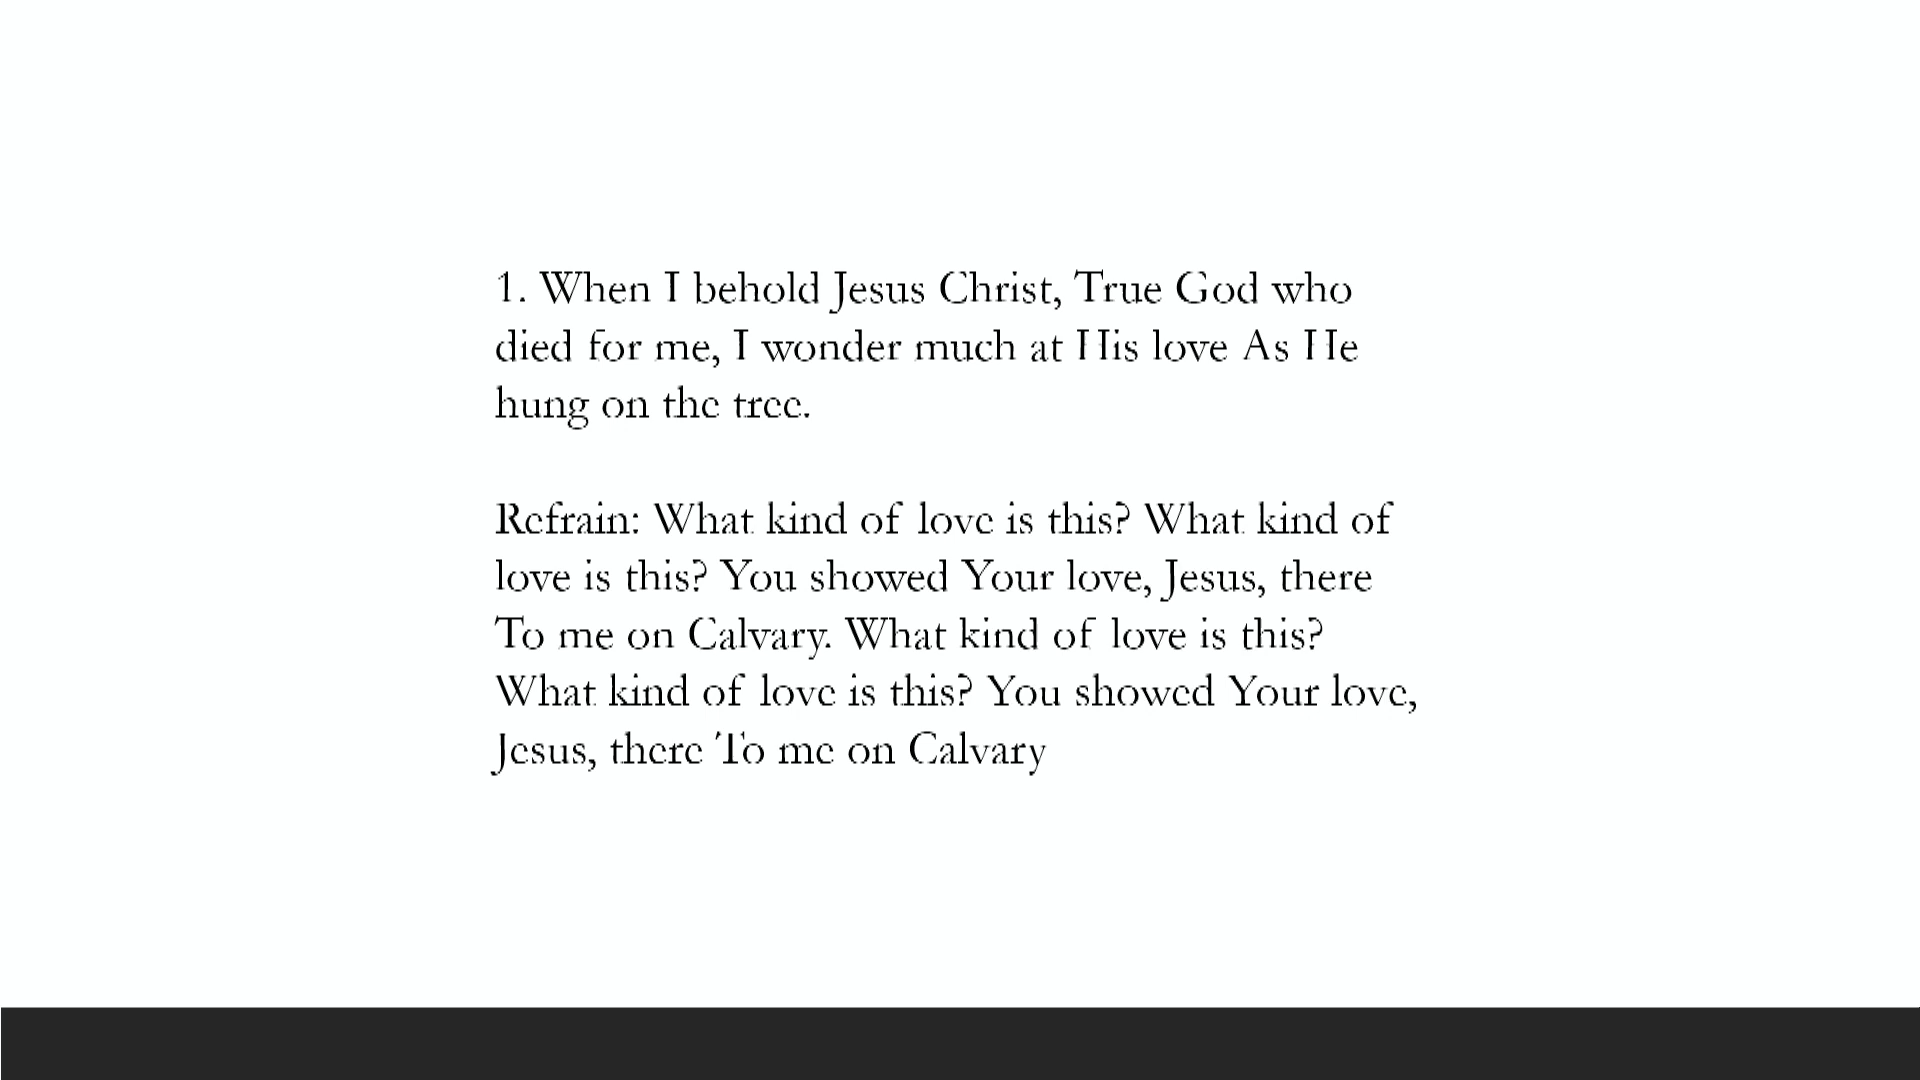 1. When I behold Jesus Christ, True God who
died for me, I wonder much at His love As He
hung on the tree.
Refrain: What kind of love is this? What kind of
love is this? You showed Your love, Jesus, there
To me on Calvary. What kind of love is this?
What kind of love is this? You showed Your love,
Jesus, there To me on Calvary